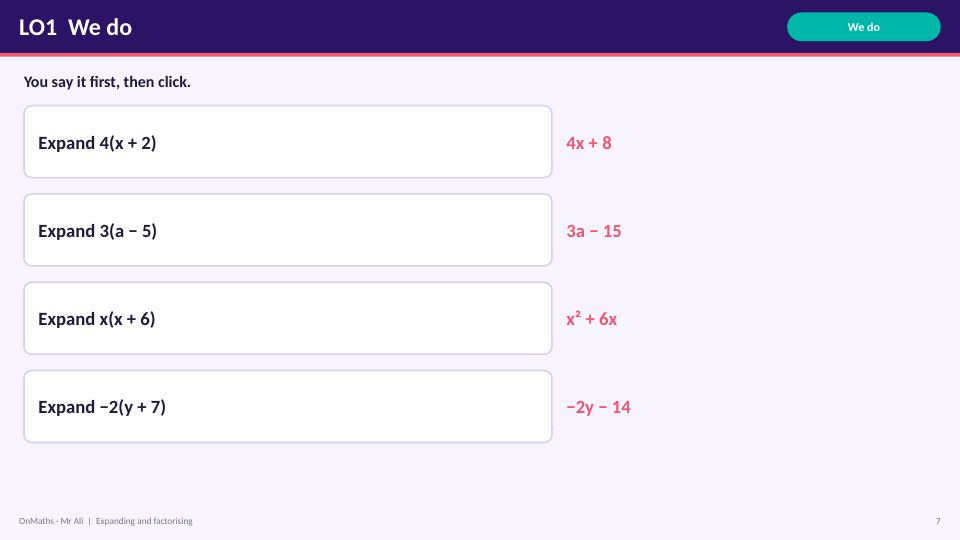 LO1 We do
We do
You say it first, then click.
Expand 4(x + 2)
4x + 8
Expand 3(a − 5)
3a − 15
Expand x(x + 6)
x² + 6x
Expand −2(y + 7)
−2y − 14
OnMaths - Mr Ali | Expanding and factorising
7